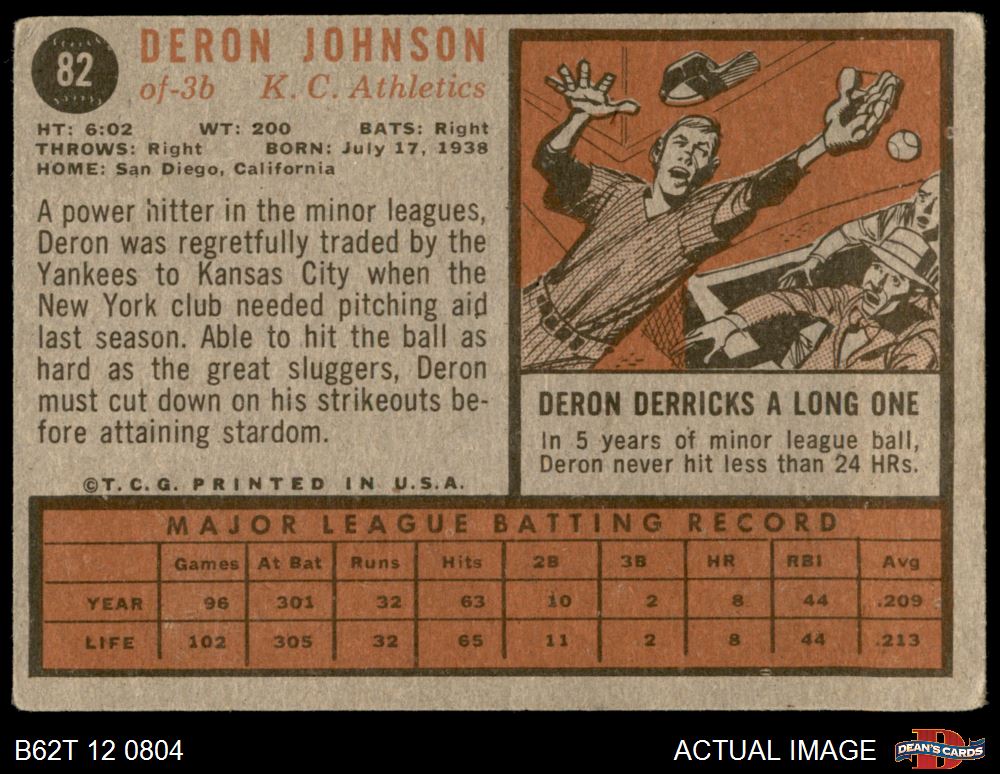 82
DERON JOHNSON
of-3b K. C. Athletics
HT: 6:02 WT: 200 BATS: Right
THROWS: Right BORN: July 17, 1938
HOME: San Diego, California
A power hitter in the minor leagues,
Deron was regretfully traded by the
Yankees to Kansas City when the
New York club needed pitching aid
last season. Able to hit the ball as
hard as the great sluggers, Deron
must cut down on his strikeouts be-
fore attaining stardom.
©T.C.G. PRINTED IN U.S.A.
DERON DERRICKS A LONG ONE
In 5 years of minor league ball,
Deron never hit less than 24 HRs.
MAJOR LEAGUE BATTING RECORD
Games At Bat Runs Hits 2B 3B HR RBI Avg
YEAR 96 301 32 63 10 2 8 44 .209
LIFE 102 305 32 65 11 2 8 44 .213
B62T 12 0804
ACTUAL IMAGE
D
DEAN'S CARDS